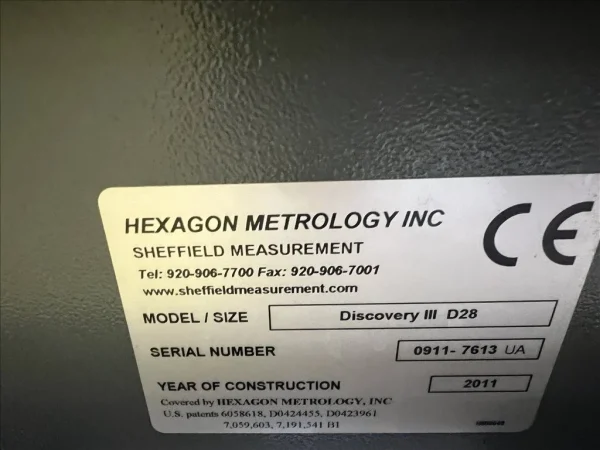 HEXAGON METROLOGY INC
CE
SHEFFIELD MEASUREMENT
Tel: 920-906-7700 Fax: 920-906-7001
www.sheffieldmeasurement.com
MODEL / SIZE Discovery III D28
SERIAL NUMBER 0911-7613 UA
YEAR OF CONSTRUCTION 2011
Covered by HEXAGON METROLOGY, INC
U.S. patents 6058618, D0424455, D0423961
7,059,603, 7,191,541 B1